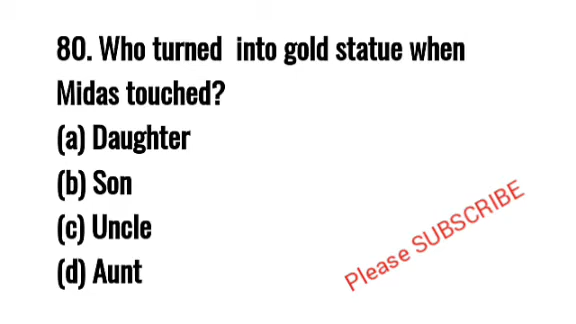 80. Who turned into gold statue when
Midas touched?
(a) Daughter
(b) Son
(c) Uncle
(d) Aunt
Please SUBSCRIBE